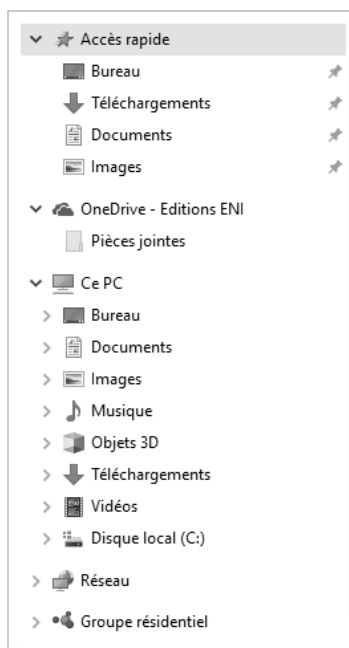 Accès rapide
Bureau
Téléchargements
Documents
Images
OneDrive - Editions ENI
Pièces jointes
Ce PC
Bureau
Documents
Images
Musique
Objets 3D
Téléchargements
Vidéos
Disque local (C:)
Réseau
Groupe résidentiel